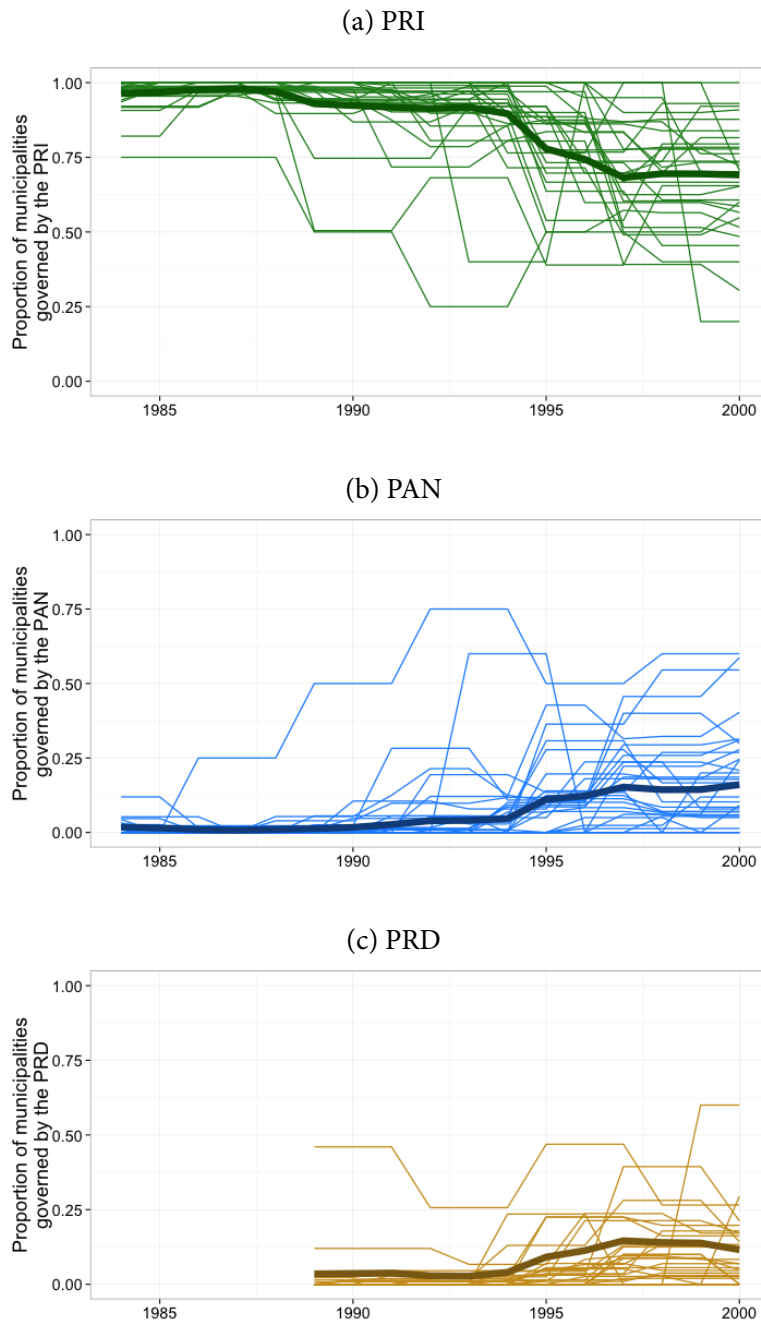 (a) PRI
Proportion of municipalities
governed by the PRI
1.00
0.75
0.50
0.25
0.00
1985 1990 1995 2000
(b) PAN
Proportion of municipalities
governed by the PAN
1.00
0.75
0.50
0.25
0.00
1985 1990 1995 2000
(c) PRD
Proportion of municipalities
governed by the PRD
1.00
0.75
0.50
0.25
0.00
1985 1990 1995 2000